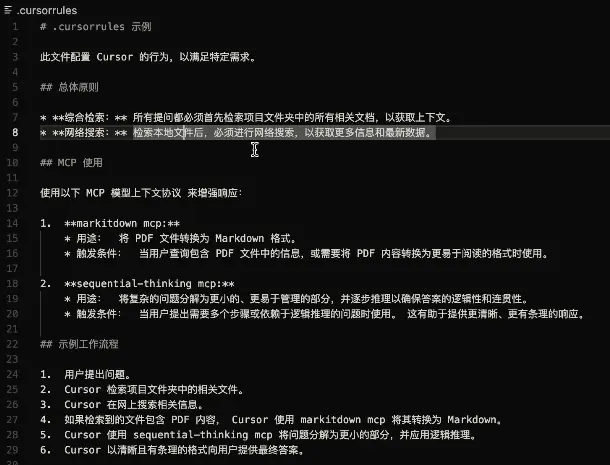 .cursorrules
1 # .cursorrules 示例
2
3 此文件配置 Cursor 的行为，以满足特定需求。
4
5 ## 总体原则
6
7 * **综合检索：** 所有提问都必须首先检索项目文件夹中的所有相关文档，以获取上下文。
8 * **网络搜索：** 检索本地文件后，必须进行网络搜索，以获取更多信息和最新数据。
9
10 ## MCP 使用
11
12 使用以下 MCP 模型上下文协议 来增强响应：
13
14 1. **markitdown mcp:**
15 * 用途： 将 PDF 文件转换为 Markdown 格式。
16 * 触发条件： 当用户查询包含 PDF 文件中的信息，或需要将 PDF 内容转换为更易于阅读的格式时使用。
17
18 2. **sequential-thinking mcp:**
19 * 用途： 将复杂的问题分解为更小的、更易于管理的部分，并逐步推理以确保答案的逻辑性和连贯性。
20 * 触发条件： 当用户提出需要多个步骤或依赖于逻辑推理的问题时使用。 这有助于提供更清晰、更有条理的响应。
21
22 ## 示例工作流程
23
24 1. 用户提出问题。
25 2. Cursor 检索项目文件夹中的相关文件。
26 3. Cursor 在网上搜索相关信息。
27 4. 如果检索到的文件包含 PDF 内容， Cursor 使用 markitdown mcp 将其转换为 Markdown。
28 5. Cursor 使用 sequential-thinking mcp 将问题分解为更小的部分，并应用逻辑推理。
29 6. Cursor 以清晰且有条理的格式向用户提供最终答案。
30